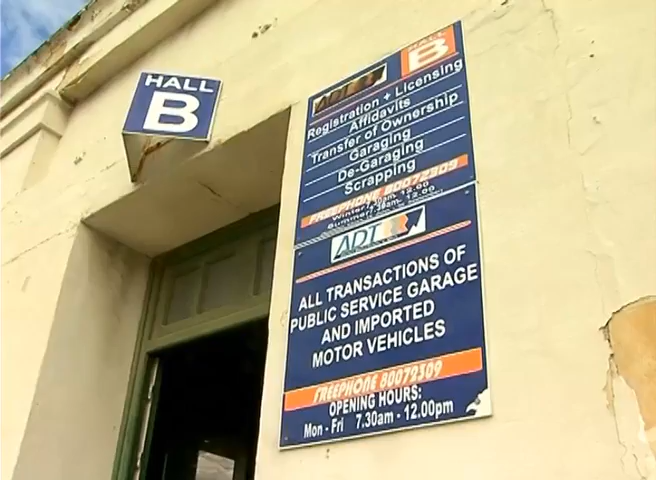 HALL
B
HALL
B
Registration + Licensing
Affidavits
Transfer of Ownership
Garaging
De-Garaging
Scrapping
FREEPHONE 80072309
ADT
ALL TRANSACTIONS OF
PUBLIC SERVICE GARAGE
AND IMPORTED
MOTOR VEHICLES
FREEPHONE 80072309
OPENING HOURS:
Mon - Fri 7.30am - 12.00pm